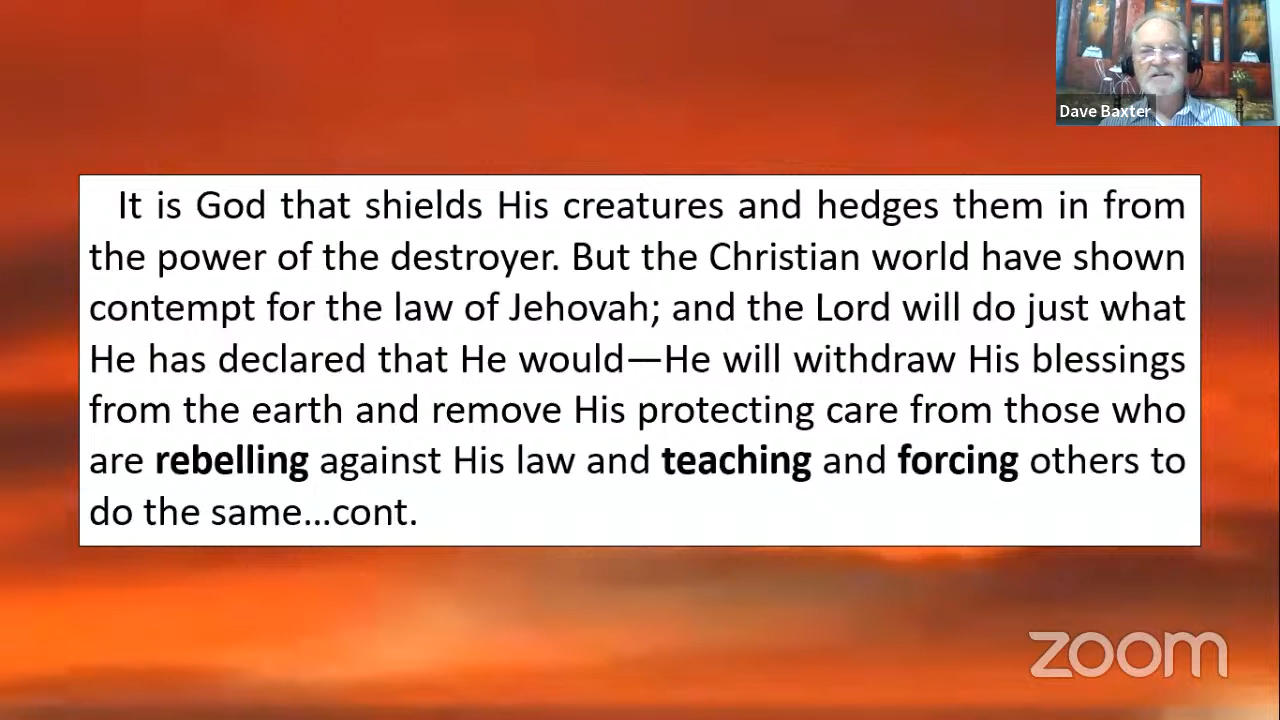 Dave Baxter
It is God that shields His creatures and hedges them in from
the power of the destroyer. But the Christian world have shown
contempt for the law of Jehovah; and the Lord will do just what
He has declared that He would—He will withdraw His blessings
from the earth and remove His protecting care from those who
are rebelling against His law and teaching and forcing others to
do the same...cont.
zoom